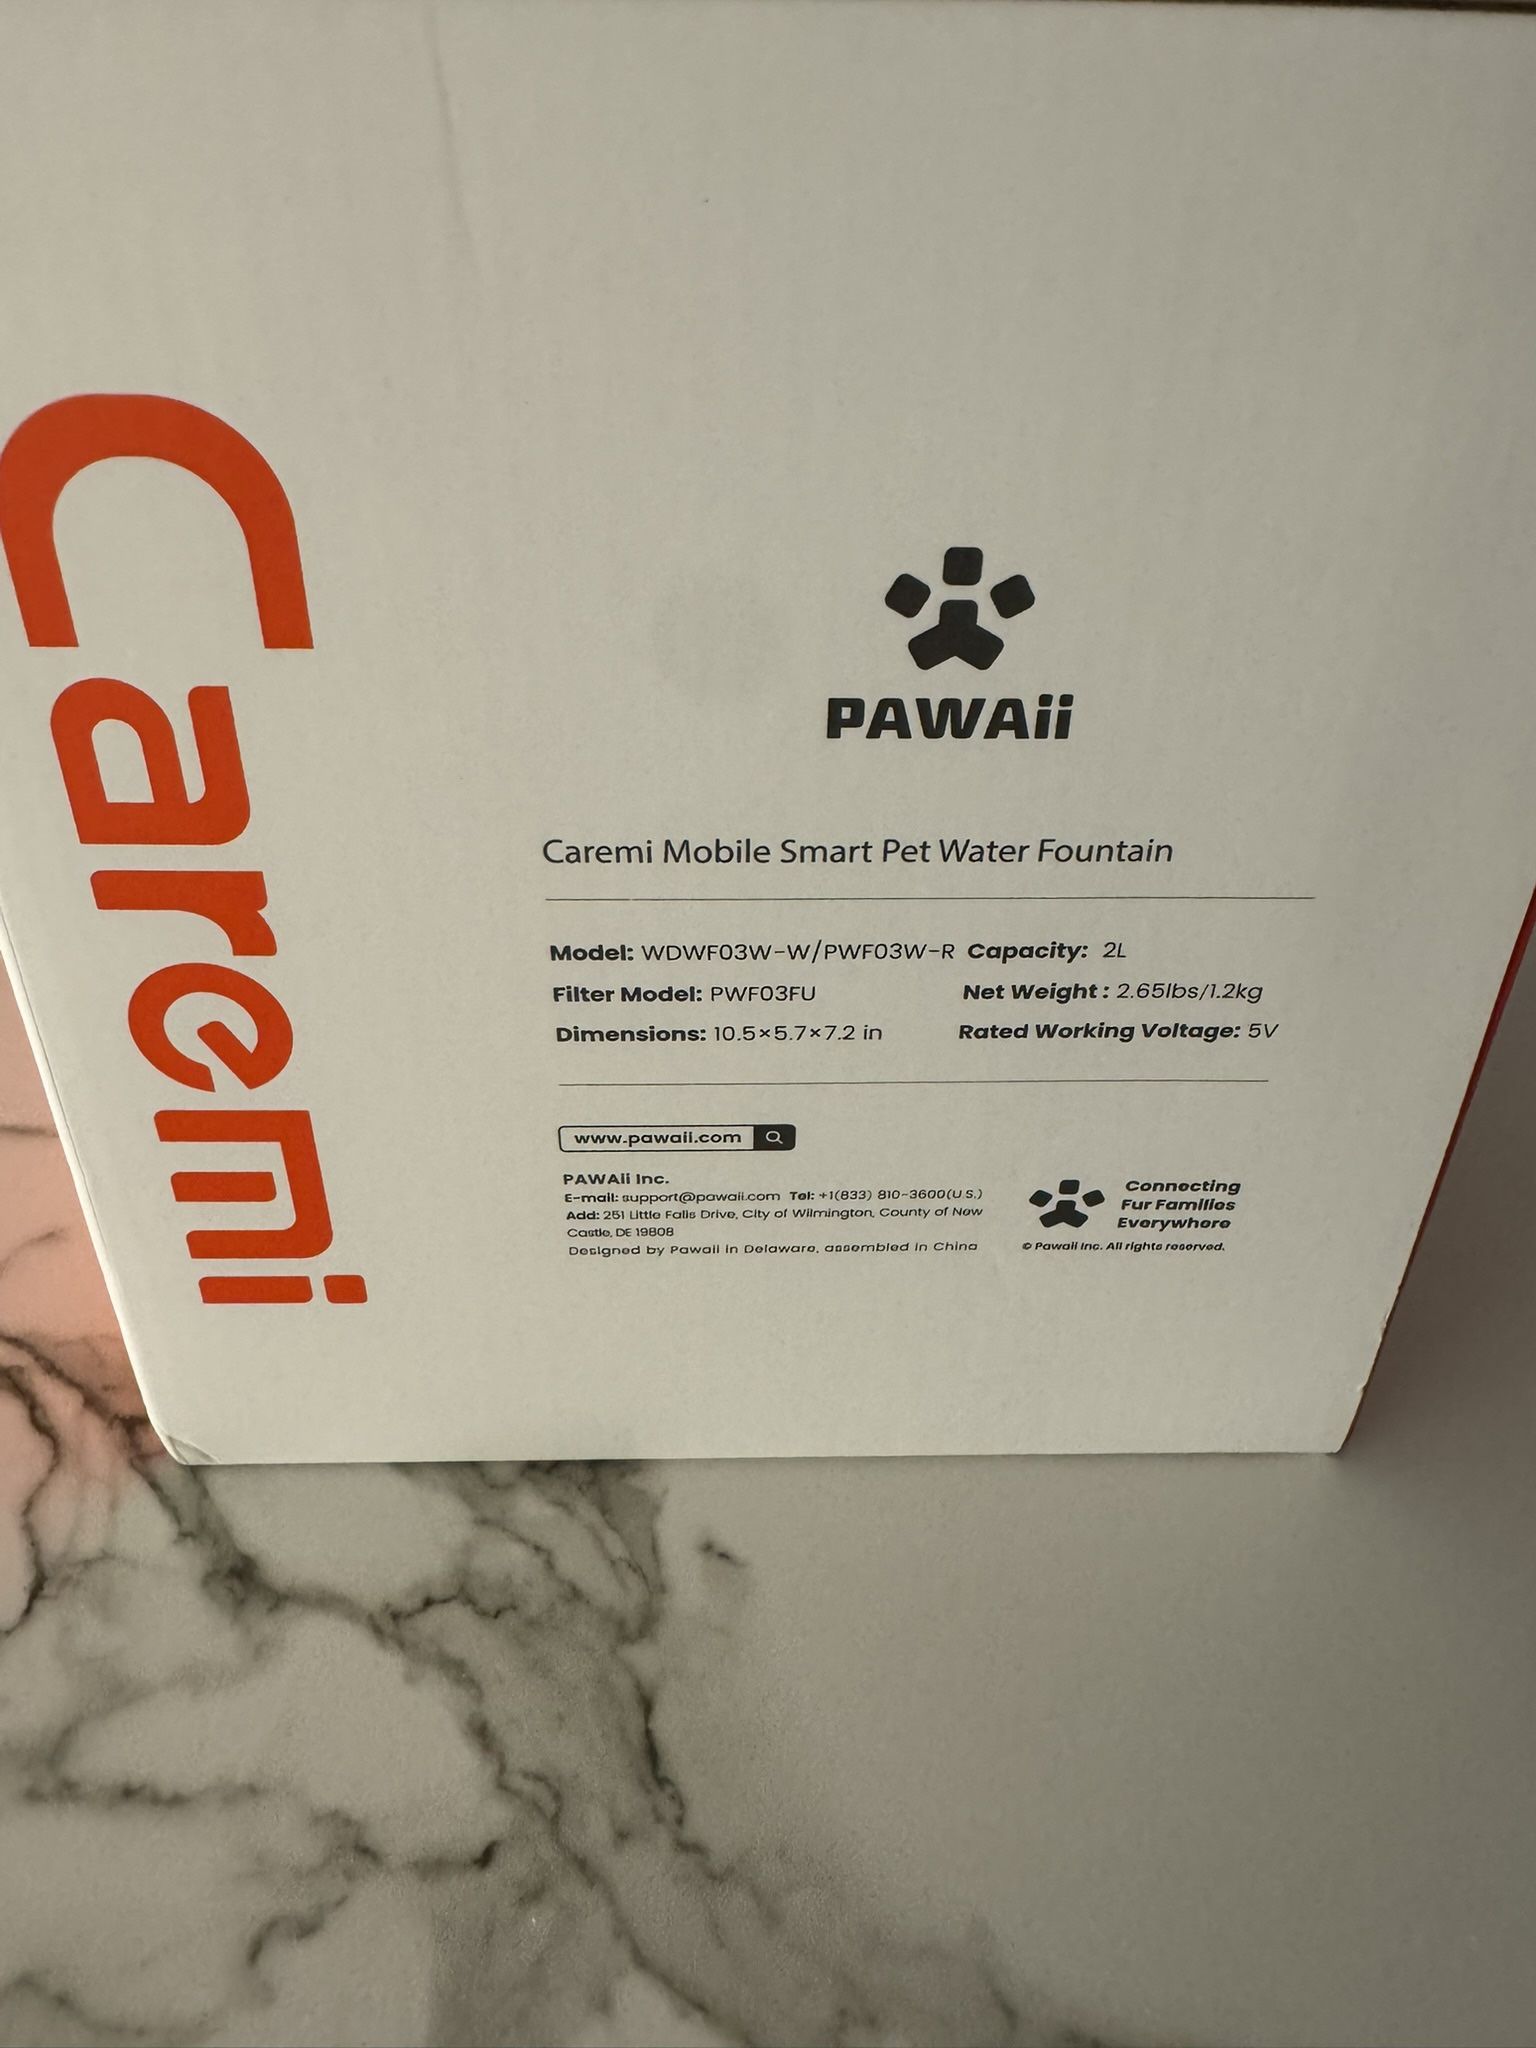 Caremi
PAWAii
Caremi Mobile Smart Pet Water Fountain
Model: WDWF03W-W/PWF03W-R Capacity: 2L
Filter Model: PWF03FU Net Weight: 2.65lbs/1.2kg
Dimensions: 10.5×5.7×7.2 in Rated Working Voltage: 5V
www.pawaii.com
PAWAii Inc.
E-mail: support@pawaii.com Tel: +1(833) 810-3600(U.S.)
Add: 251 Little Falls Drive, City of Wilmington, County of New
Castle, DE 19808
Designed by Pawaii in Delaware, assembled in China
Connecting
Fur Families
Everywhere
© Pawaii Inc. All rights reserved.